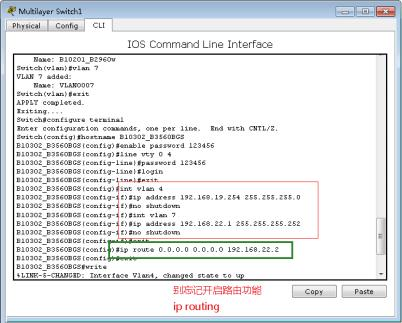 Multilayer Switch1
Physical Config CLI
IOS Command Line Interface
Name: B10201_B2960w
Switch(vlan)#vlan 7
VLAN 7 added:
Name: VLAN0007
Switch(vlan)#exit
APPLY completed.
Exiting....
Switch#configure terminal
Enter configuration commands, one per line. End with CNTL/Z.
Switch(config)#hostname B10302_B3560BGS
B10302_B3560BGS(config)#enable password 123456
B10302_B3560BGS(config)#line vty 0 4
B10302_B3560BGS(config-line)#password 123456
B10302_B3560BGS(config-line)#login
B10302_B3560BGS(config-line)#exit
B10302_B3560BGS(config)#int vlan 4
B10302_B3560BGS(config-if)#ip address 192.168.19.254 255.255.255.0
B10302_B3560BGS(config-if)#no shutdown
B10302_B3560BGS(config-if)#int vlan 7
B10302_B3560BGS(config-if)#ip address 192.168.22.1 255.255.255.252
B10302_B3560BGS(config-if)#no shutdown
B10302_B3560BGS(config-if)#exit
B10302_B3560BGS(config)#ip route 0.0.0.0 0.0.0.0 192.168.22.2
B10302_B3560BGS(config)#exit
B10302_B3560BGS#write
%LINK-5-CHANGED: Interface Vlan4, changed state to up
别忘记开启路由功能
ip routing
Copy Paste